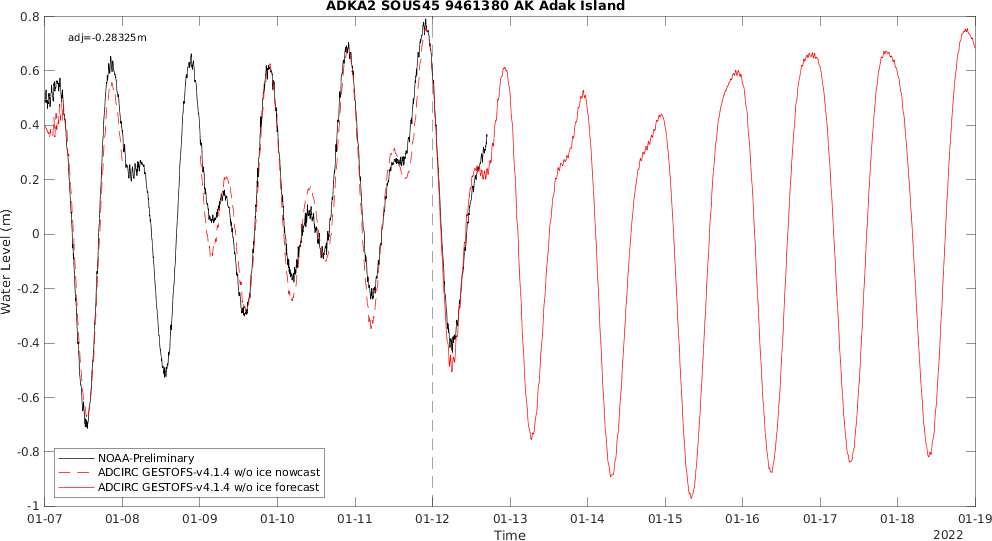 ADKA2 SOUS45 9461380 AK Adak Island
adj=-0.28325m
Water Level (m)
0.8
0.6
0.4
0.2
0
-0.2
-0.4
-0.6
-0.8
-1
NOAA-Preliminary
ADCIRC GESTOFS-v4.1.4 w/o ice nowcast
ADCIRC GESTOFS-v4.1.4 w/o ice forecast
01-07 01-08 01-09 01-10 01-11 01-12 01-13 01-14 01-15 01-16 01-17 01-18 01-19
Time
2022